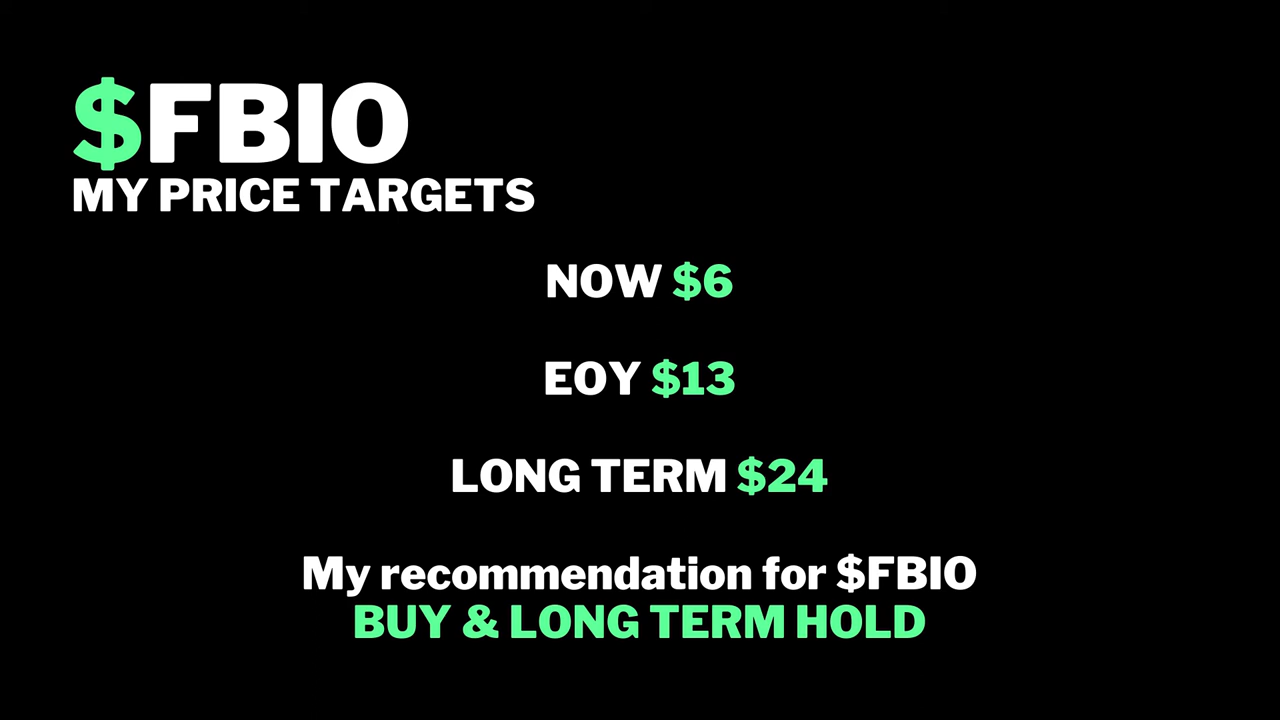 $FBIO
MY PRICE TARGETS
NOW $6
EOY $13
LONG TERM $24
My recommendation for $FBIO
BUY & LONG TERM HOLD